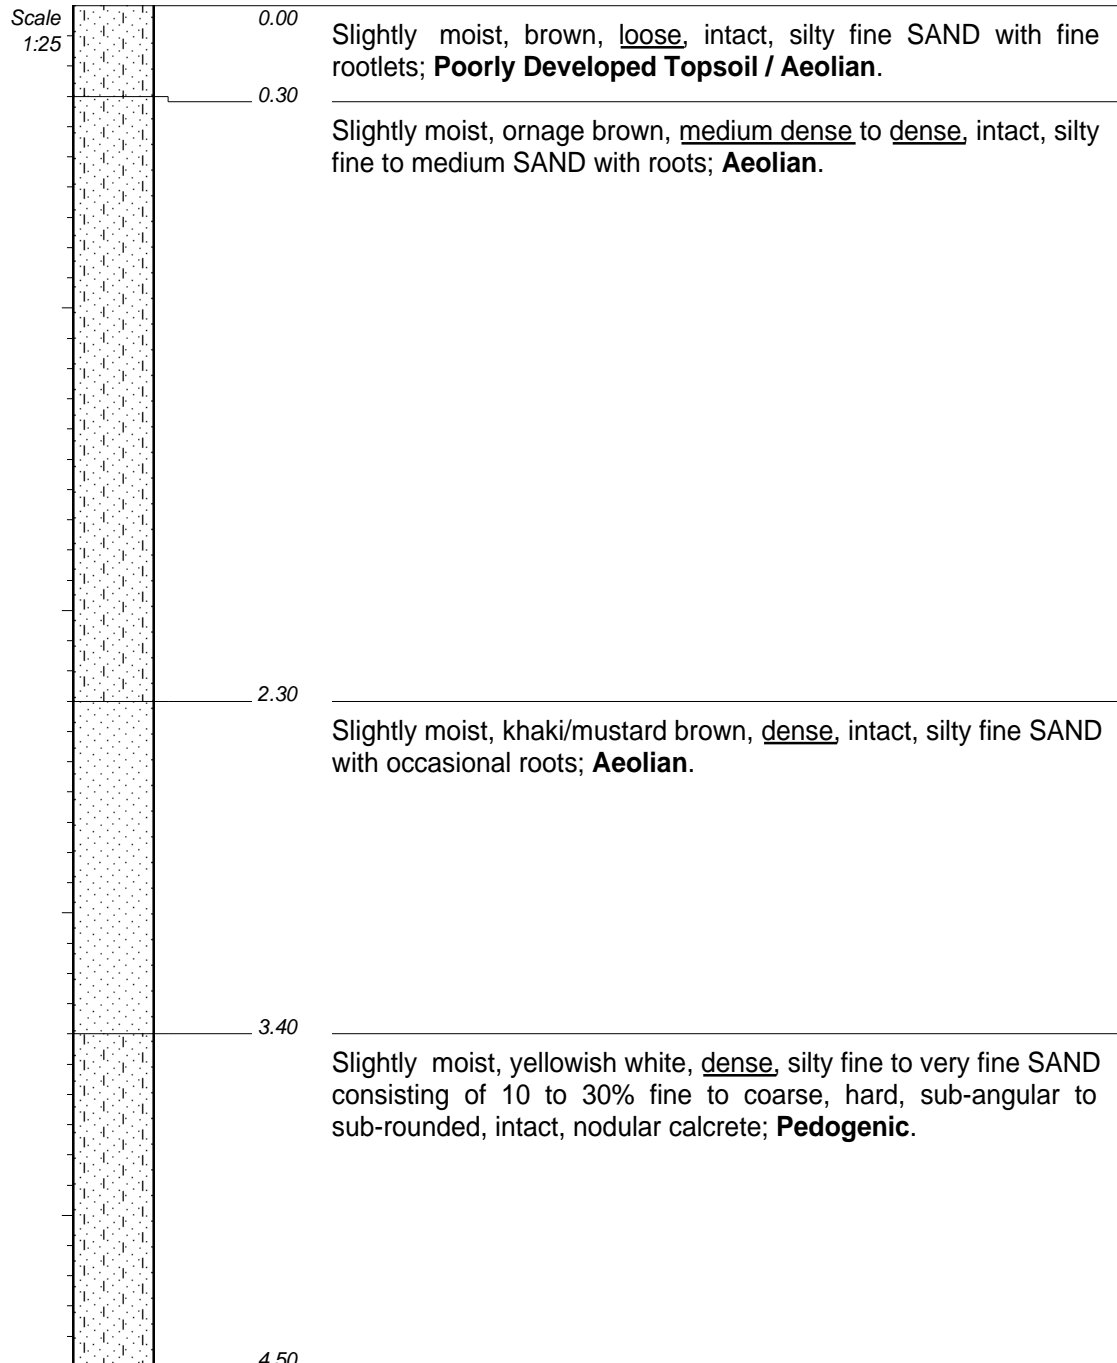 Scale
1:25
0.00
Slightly moist, brown, loose, intact, silty fine SAND with fine
rootlets; Poorly Developed Topsoil / Aeolian.
0.30
Slightly moist, ornage brown, medium dense to dense, intact, silty
fine to medium SAND with roots; Aeolian.
2.30
Slightly moist, khaki/mustard brown, dense, intact, silty fine SAND
with occasional roots; Aeolian.
3.40
Slightly moist, yellowish white, dense, silty fine to very fine SAND
consisting of 10 to 30% fine to coarse, hard, sub-angular to
sub-rounded, intact, nodular calcrete; Pedogenic.
4.50